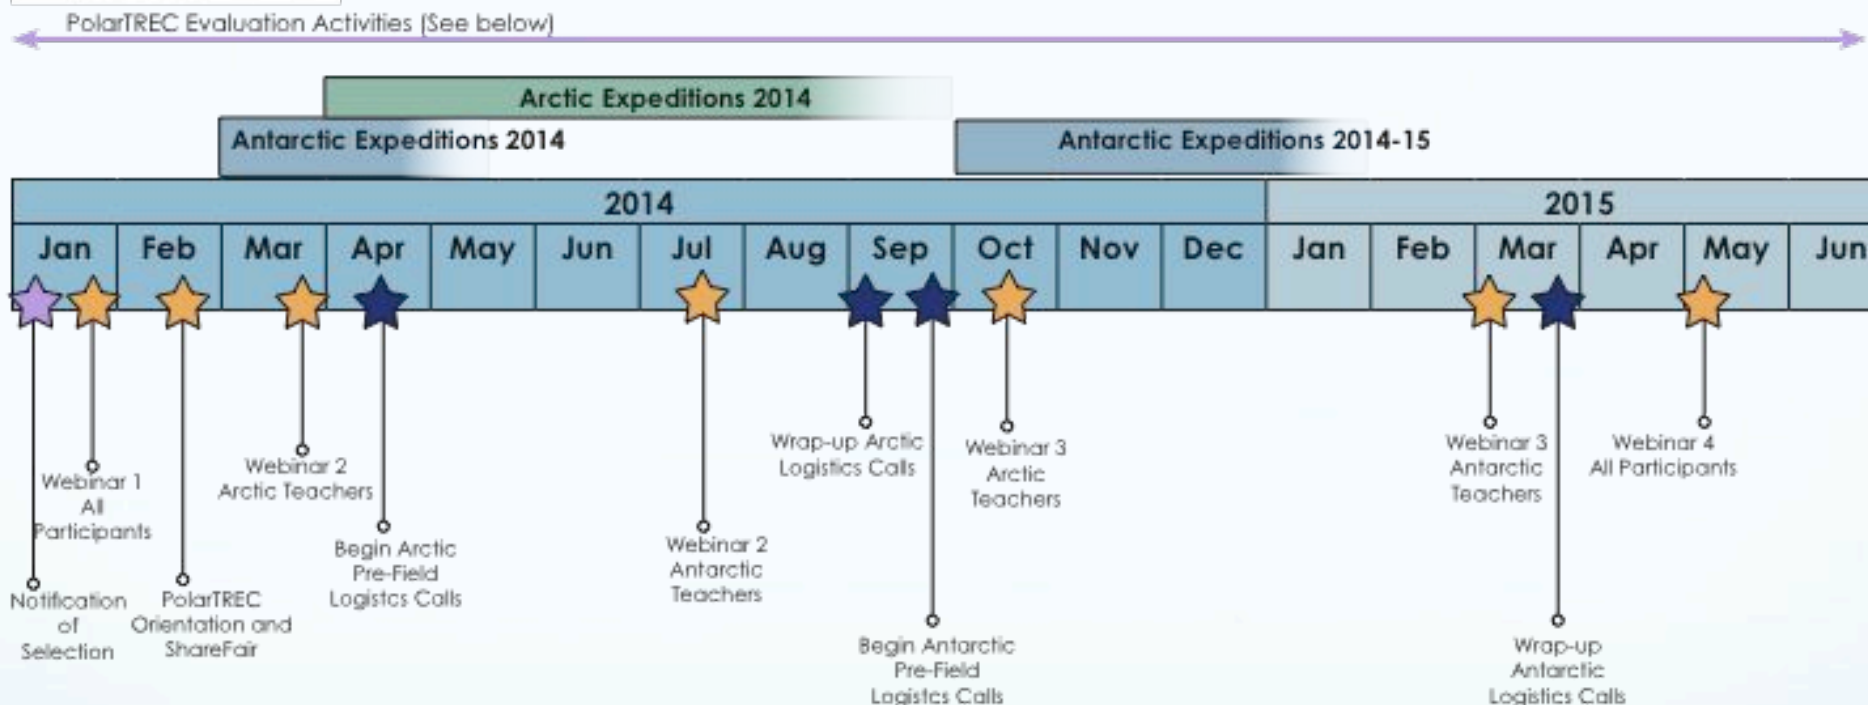 PolarTREC Evaluation Activities (See below)
Arctic Expeditions 2014
Antarctic Expeditions 2014
Antarctic Expeditions 2014-15
2014
2015
Jan
Feb
Mar
Apr
May
Jun
Jul
Aug
Sep
Oct
Nov
Dec
Jan
Feb
Mar
Apr
May
Jun
Notification
of
Selection
Webinar 1
All
Participants
PolarTREC
Orientation and
ShareFair
Webinar 2
Arctic Teachers
Begin Arctic
Pre-Field
Logistcs Calls
Webinar 2
Antarctic
Teachers
Wrap-up Arctic
Logistics Calls
Begin Antarctic
Pre-Field
Logistcs Calls
Webinar 3
Arctic
Teachers
Webinar 3
Antarctic
Teachers
Wrap-up
Antarctic
Logistics Calls
Webinar 4
All Participants